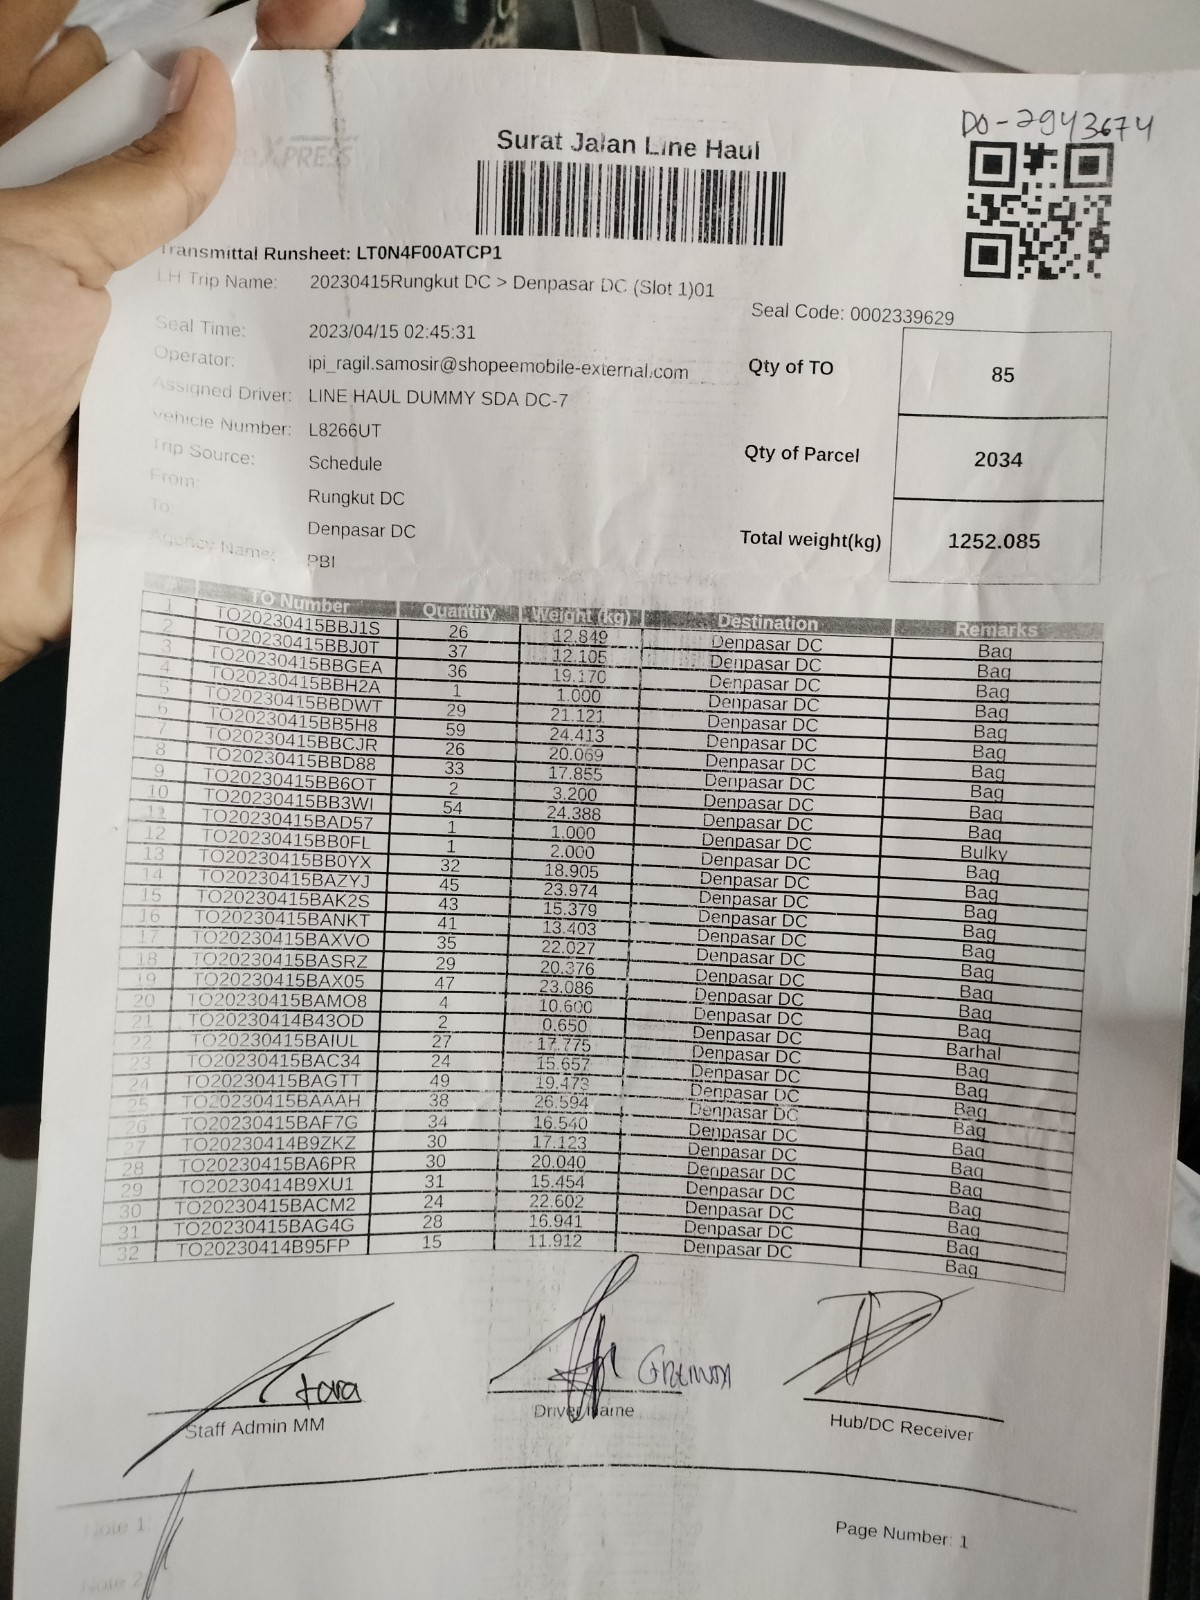 DO-2943674
XPRESS
Surat Jalan Line Haul
Transmittal Runsheet: LT0N4F00ATCP1
LH Trip Name: 20230415Rungkut DC > Denpasar DC (Slot 1)01
Seal Code: 0002339629
Seal Time: 2023/04/15 02:45:31
Operator: ipi_ragil.samosir@shopeemobile-external.com
Assigned Driver: LINE HAUL DUMMY SDA DC-7
Vehicle Number: L8266UT
Trip Source: Schedule
From: Rungkut DC
To: Denpasar DC
Agency Name: PBI
Qty of TO 85
Qty of Parcel 2034
Total weight(kg) 1252.085
TO Number Quantity Weight (kg) Destination Remarks
1 TO20230415BBJ1S 26 12.849 Denpasar DC Bag
2 TO20230415BBJ0T 37 12.105 Denpasar DC Bag
3 TO20230415BBGEA 36 19.170 Denpasar DC Bag
4 TO20230415BBH2A 1 1.000 Denpasar DC Bag
5 TO20230415BBDWT 29 21.121 Denpasar DC Bag
6 TO20230415BB5H8 59 24.413 Denpasar DC Bag
7 TO20230415BBCJR 26 20.069 Denpasar DC Bag
8 TO20230415BBD88 33 17.855 Denpasar DC Bag
9 TO20230415BB6OT 2 3.200 Denpasar DC Bag
10 TO20230415BB3WI 54 24.388 Denpasar DC Bag
11 TO20230415BAD57 1 1.000 Denpasar DC Bulky
12 TO20230415BB0FL 1 2.000 Denpasar DC Bag
13 TO20230415BB0YX 32 18.905 Denpasar DC Bag
14 TO20230415BAZYJ 45 23.974 Denpasar DC Bag
15 TO20230415BAK2S 43 15.379 Denpasar DC Bag
16 TO20230415BANKT 41 13.403 Denpasar DC Bag
17 TO20230415BAXVO 35 22.027 Denpasar DC Bag
18 TO20230415BASRZ 29 20.376 Denpasar DC Bag
19 TO20230415BAX05 47 23.086 Denpasar DC Bag
20 TO20230415BAMO8 4 10.600 Denpasar DC Bag
21 TO20230414B43OD 2 0.650 Denpasar DC Barhal
22 TO20230415BAIUL 27 17.775 Denpasar DC Bag
23 TO20230415BAC34 24 15.657 Denpasar DC Bag
24 TO20230415BAGTT 49 19.473 Denpasar DC Bag
25 TO20230415BAAAH 38 26.594 Denpasar DC Bag
26 TO20230415BAF7G 34 16.540 Denpasar DC Bag
27 TO20230414B9ZKZ 30 17.123 Denpasar DC Bag
28 TO20230415BA6PR 30 20.040 Denpasar DC Bag
29 TO20230414B9XU1 31 15.454 Denpasar DC Bag
30 TO20230415BACM2 24 22.602 Denpasar DC Bag
31 TO20230415BAG4G 28 16.941 Denpasar DC Bag
32 TO20230414B95FP 15 11.912 Denpasar DC Bag
tara
Staff Admin MM
Driver Name
Hub/DC Receiver
Note 1
Page Number: 1
Note 2